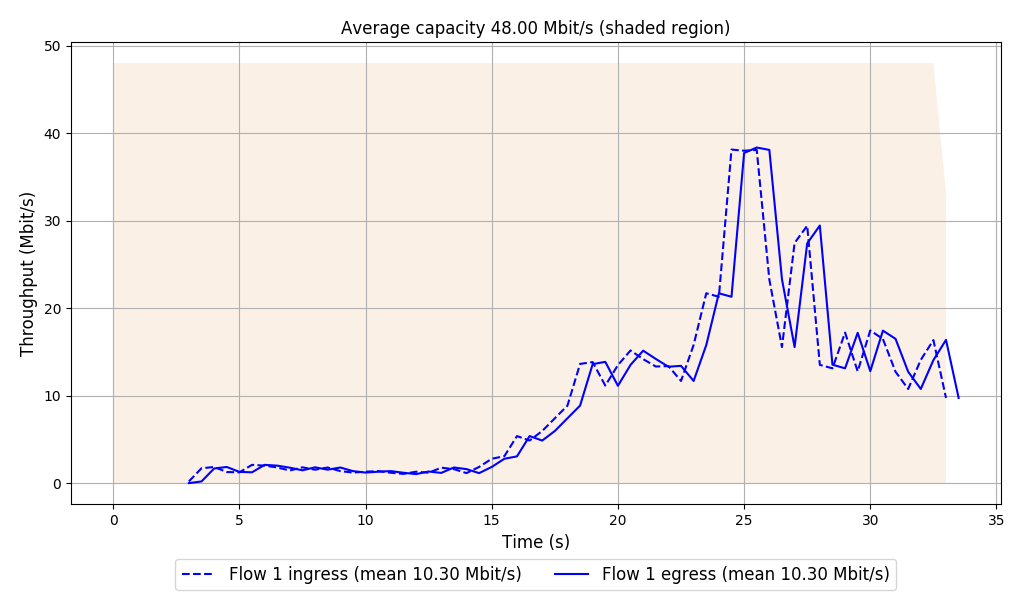 Average capacity 48.00 Mbit/s (shaded region)
50
40
30
20
10
0
Throughput (Mbit/s)
0 5 10 15 20 25 30 35
Time (s)
Flow 1 ingress (mean 10.30 Mbit/s) Flow 1 egress (mean 10.30 Mbit/s)